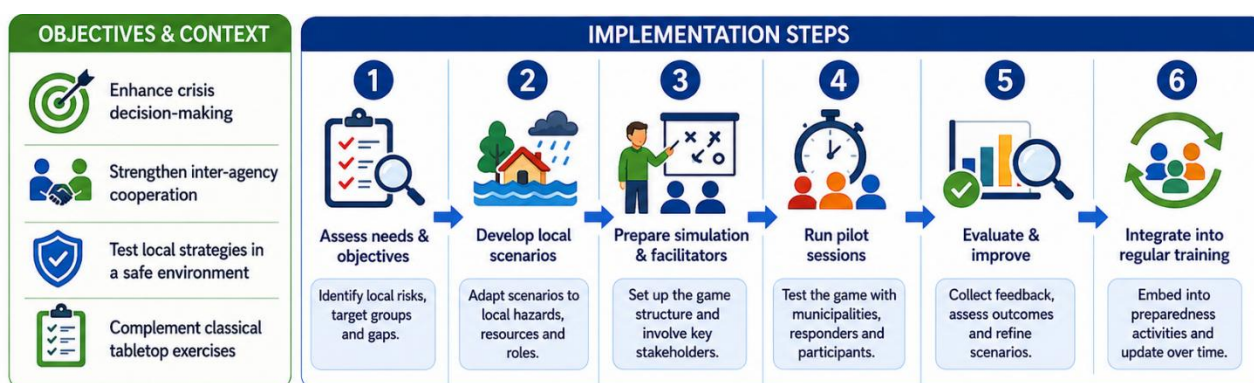 OBJECTIVES & CONTEXT
Enhance crisis
decision-making
Strengthen inter-agency
cooperation
Test local strategies in
a safe environment
Complement classical
tabletop exercises
IMPLEMENTATION STEPS
1
Assess needs &
objectives
Identify local risks,
target groups
and gaps.
2
Develop local
scenarios
Adapt scenarios to
local hazards,
resources and
roles.
3
Prepare simulation
& facilitators
Set up the game
structure and
involve key
stakeholders.
4
Run pilot
sessions
Test the game with
municipalities,
responders and
participants.
5
Evaluate &
improve
Collect feedback,
assess outcomes
and refine
scenarios.
6
Integrate into
regular training
Embed into
preparedness
activities and
update over time.